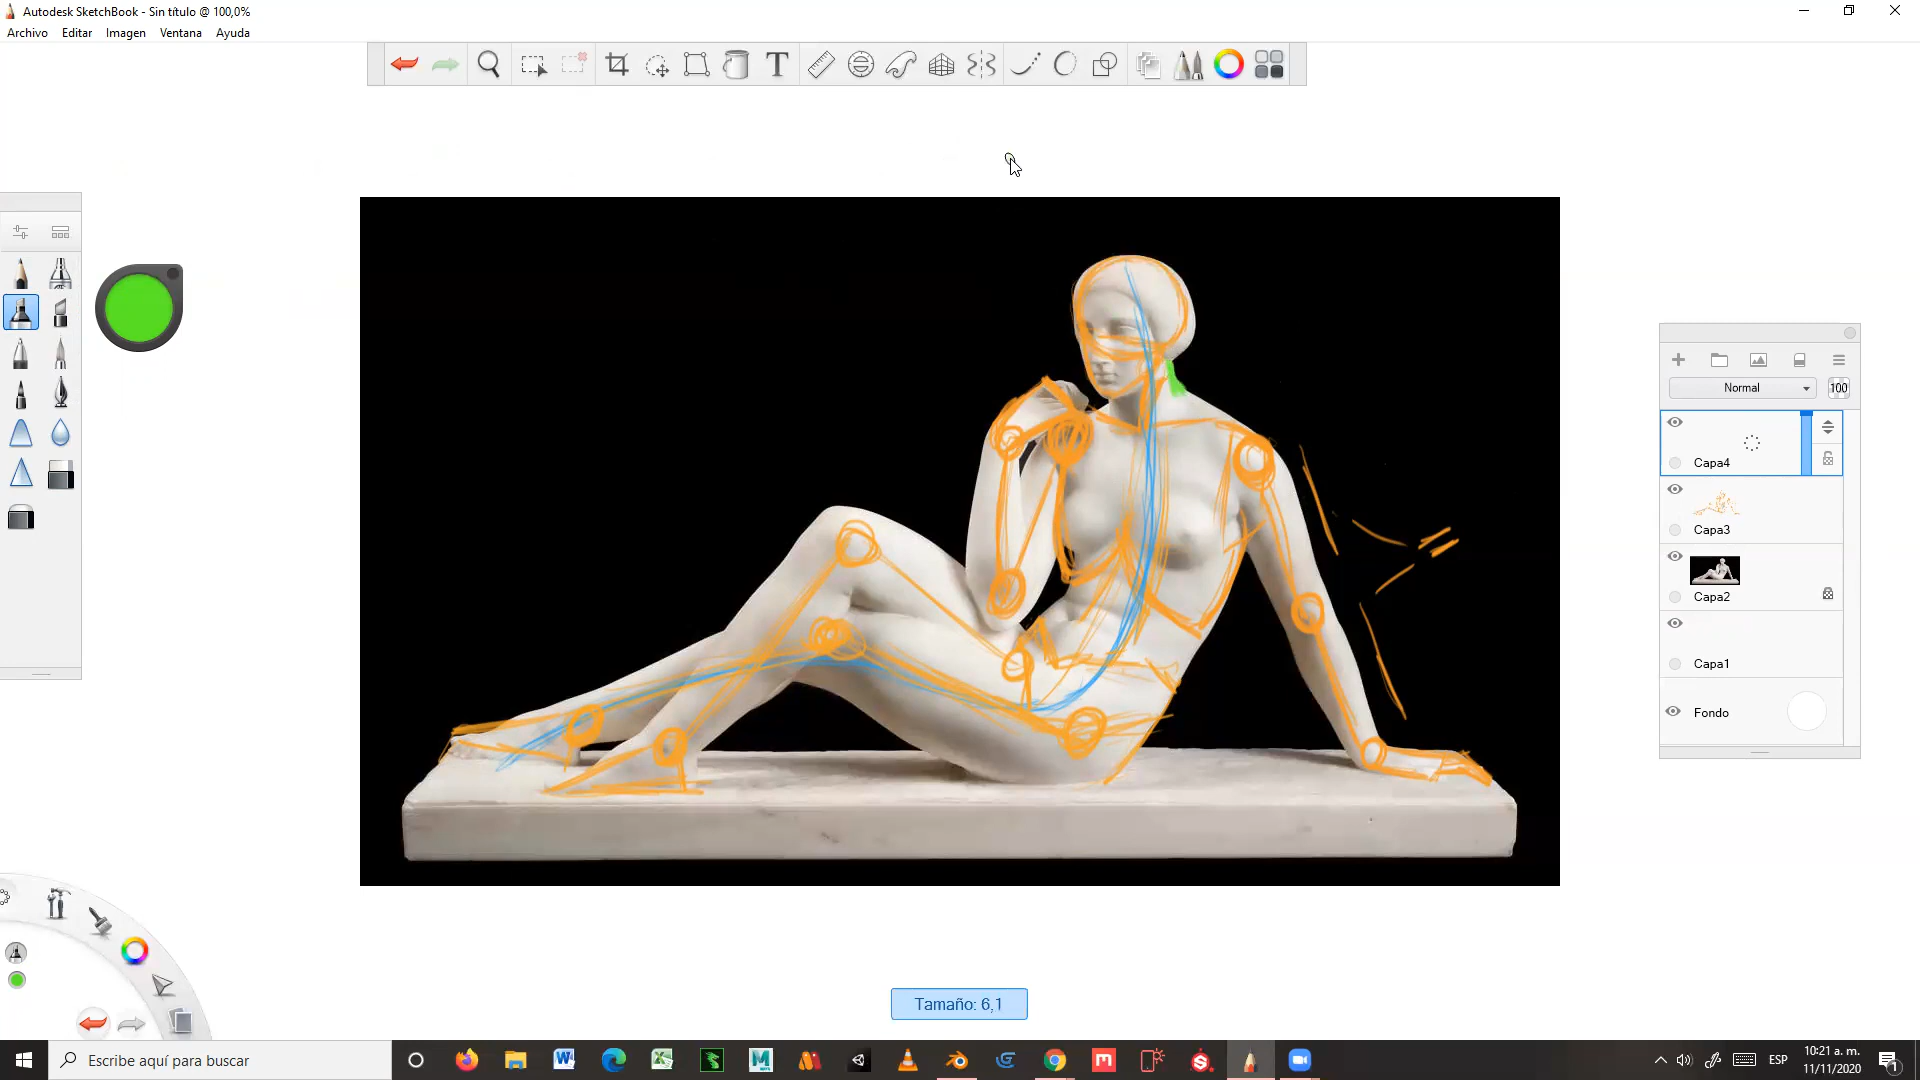 Autodesk SketchBook - Sin título @ 100,0%
Archivo Editar Imagen Ventana Ayuda
T
Normal 100
Capa4
Capa3
Capa2
Capa1
Fondo
Tamaño: 6,1
Escribe aquí para buscar
ESP
10:21 a. m.
11/11/2020
1